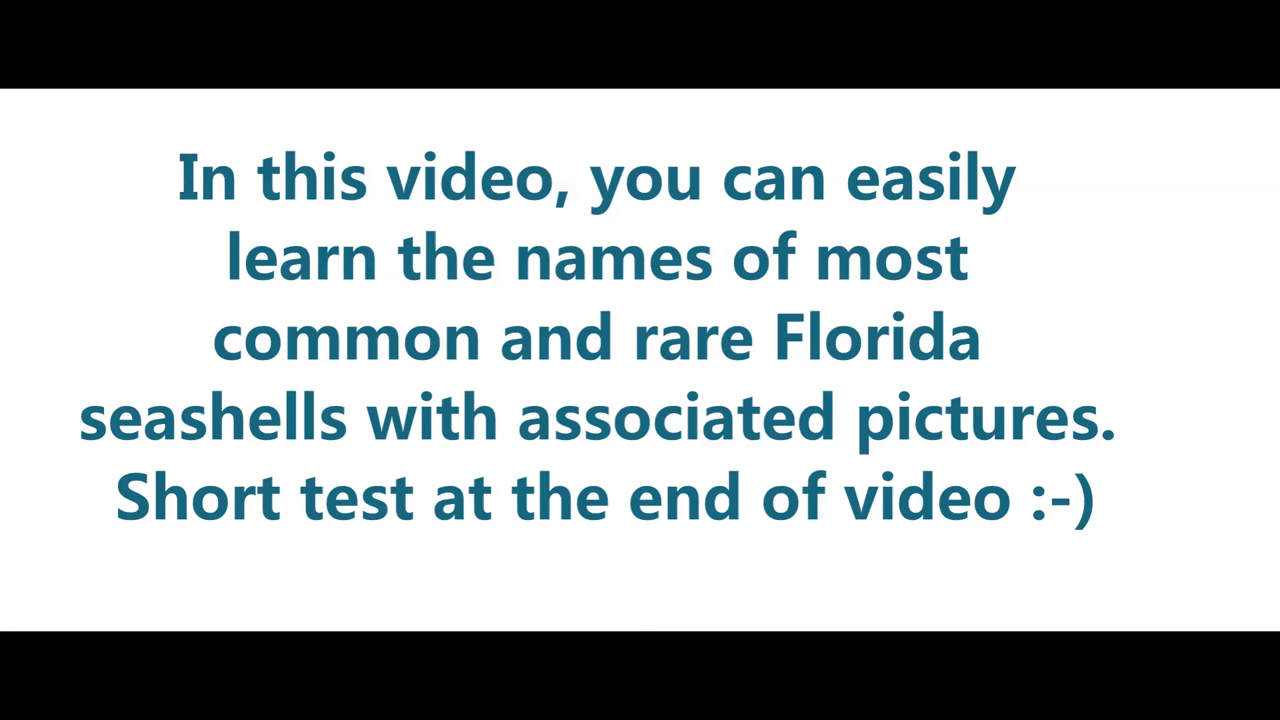 In this video, you can easily
learn the names of most
common and rare Florida
seashells with associated pictures.
Short test at the end of video :-)